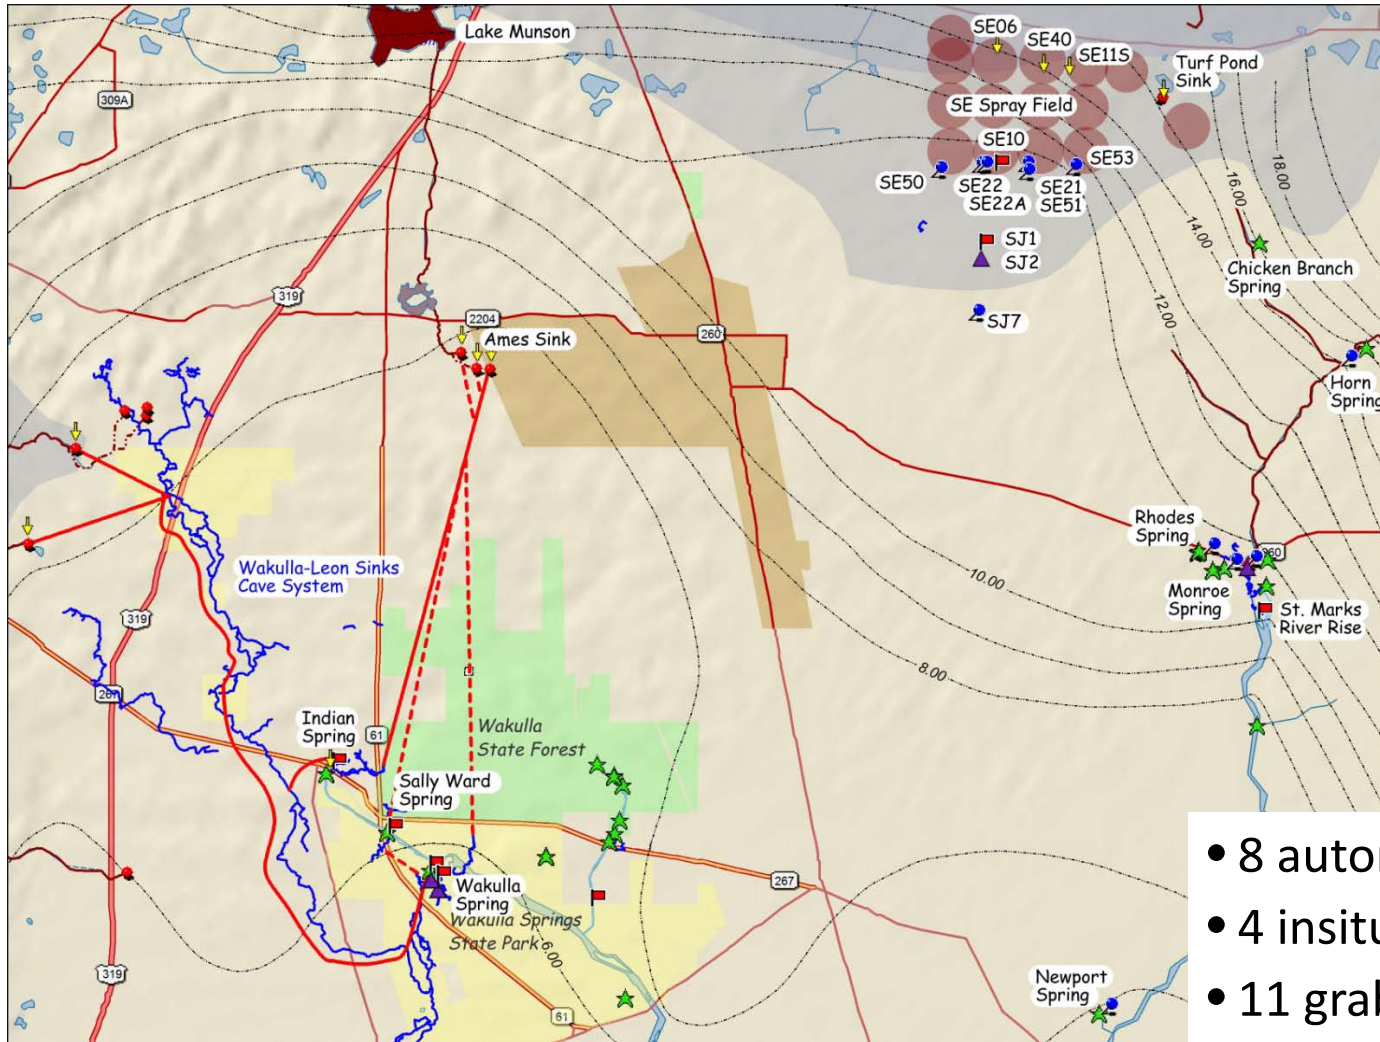 Lake Munson
SE06
SE40
SE11S
Turf Pond
Sink
309A
SE Spray Field
SE10
SE53
SE50
SE22
SE21
SE22A
SE51
18.00
16.00
14.00
12.00
SJ1
SJ2
SJ7
Chicken Branch
Spring
319
2204
Ames Sink
260
Horn
Spring
Rhodes
Spring
Monroe
Spring
St. Marks
River Rise
10.00
8.00
Wakulla-Leon Sinks
Cave System
319
267
Indian
Spring
61
Wakulla
State Forest
Sally Ward
Spring
267
Wakulla
Spring
Wakulla Springs
State Park
6.00
319
61
Newport
Spring
• 8
• 4
• 11